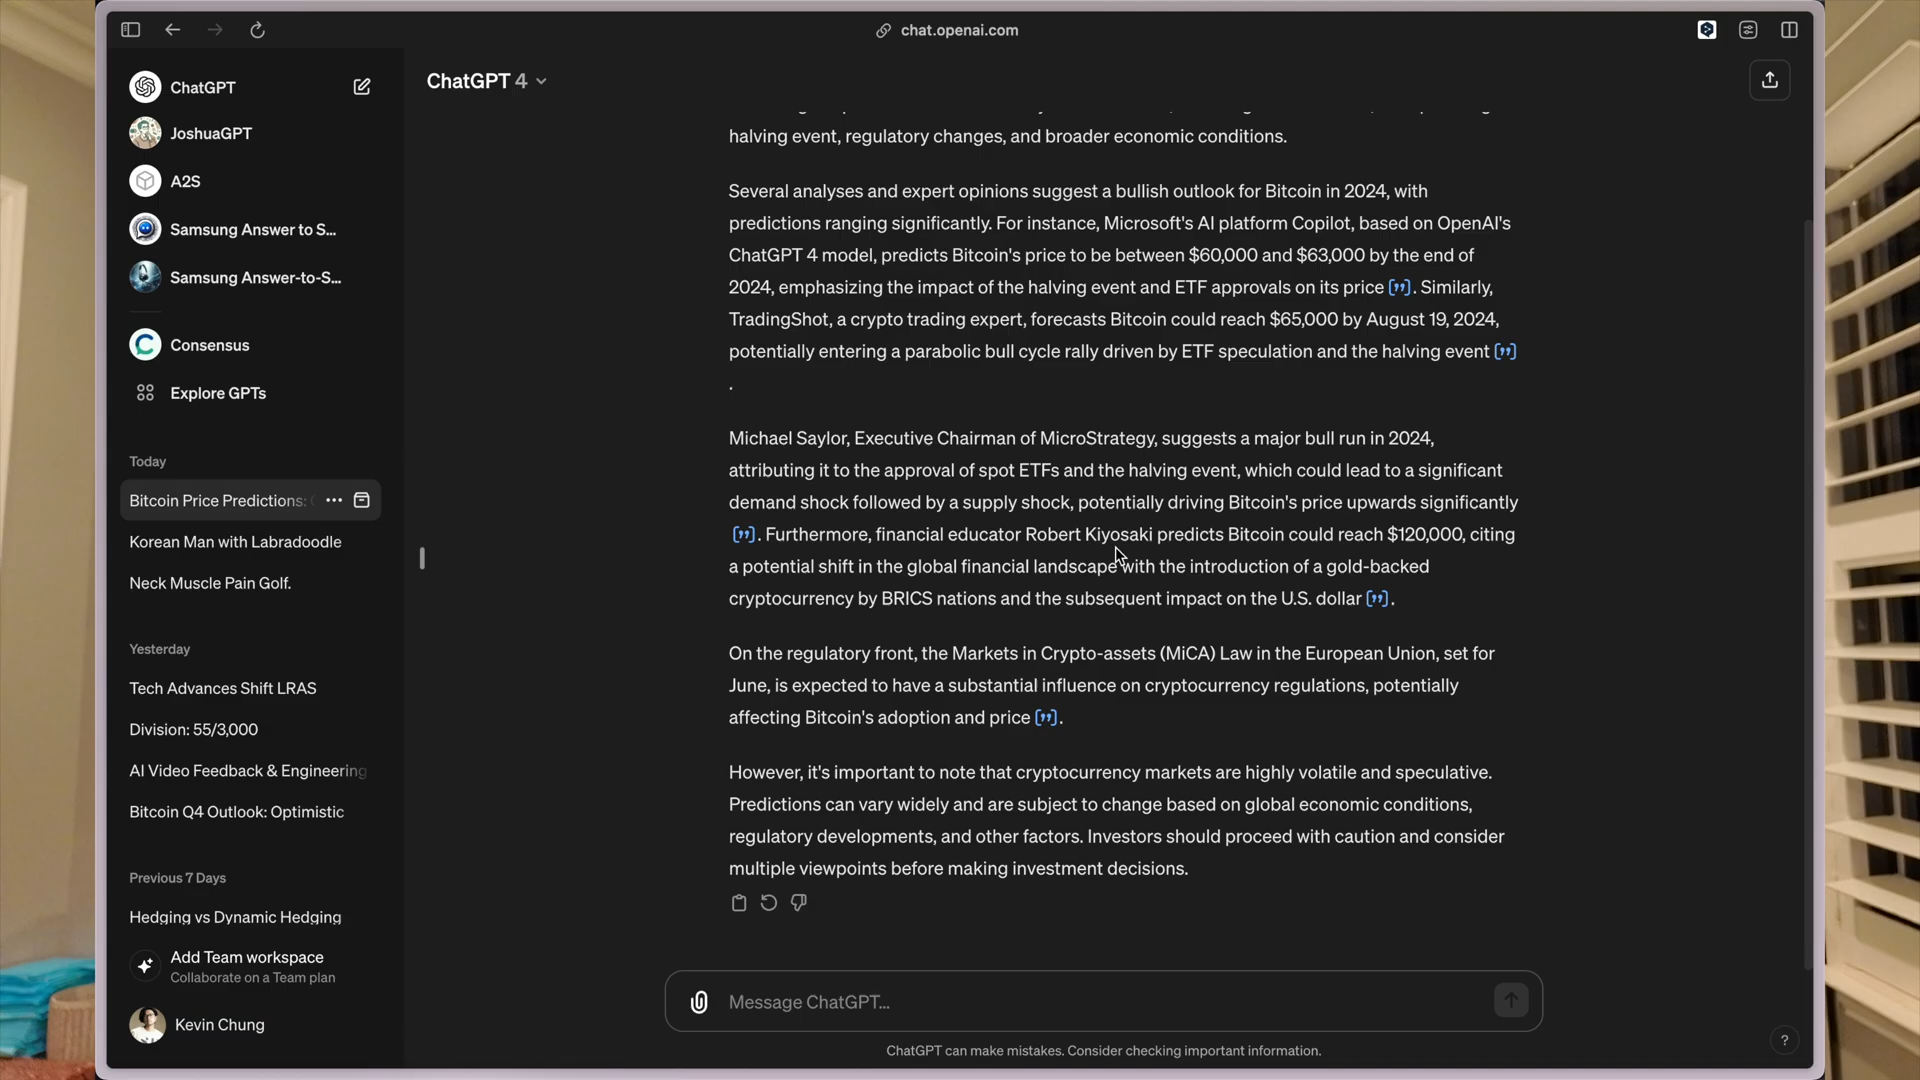 chat.openai.com
ChatGPT
JoshuaGPT
A2S
Samsung Answer to S...
Samsung Answer-to-S...
Consensus
Explore GPTs
Today
Bitcoin Price Predictions:
Korean Man with Labradoodle
Neck Muscle Pain Golf.
Yesterday
Tech Advances Shift LRAS
Division: 55/3,000
AI Video Feedback & Engineering
Bitcoin Q4 Outlook: Optimistic
Previous 7 Days
Hedging vs Dynamic Hedging
Add Team workspace
Collaborate on a Team plan
Kevin Chung
ChatGPT 4
halving event, regulatory changes, and broader economic conditions.
Several analyses and expert opinions suggest a bullish outlook for Bitcoin in 2024, with
predictions ranging significantly. For instance, Microsoft's AI platform Copilot, based on OpenAI's
ChatGPT 4 model, predicts Bitcoin's price to be between $60,000 and $63,000 by the end of
2024, emphasizing the impact of the halving event and ETF approvals on its price ["]. Similarly,
TradingShot, a crypto trading expert, forecasts Bitcoin could reach $65,000 by August 19, 2024,
potentially entering a parabolic bull cycle rally driven by ETF speculation and the halving event ["]
.
Michael Saylor, Executive Chairman of MicroStrategy, suggests a major bull run in 2024,
attributing it to the approval of spot ETFs and the halving event, which could lead to a significant
demand shock followed by a supply shock, potentially driving Bitcoin's price upwards significantly
["]. Furthermore, financial educator Robert Kiyosaki predicts Bitcoin could reach $120,000, citing
a potential shift in the global financial landscape with the introduction of a gold-backed
cryptocurrency by BRICS nations and the subsequent impact on the U.S. dollar ["].
On the regulatory front, the Markets in Crypto-assets (MiCA) Law in the European Union, set for
June, is expected to have a substantial influence on cryptocurrency regulations, potentially
affecting Bitcoin's adoption and price ["].
However, it's important to note that cryptocurrency markets are highly volatile and speculative.
Predictions can vary widely and are subject to change based on global economic conditions,
regulatory developments, and other factors. Investors should proceed with caution and consider
multiple viewpoints before making investment decisions.
Message ChatGPT...
ChatGPT can make mistakes. Consider checking important information.
?